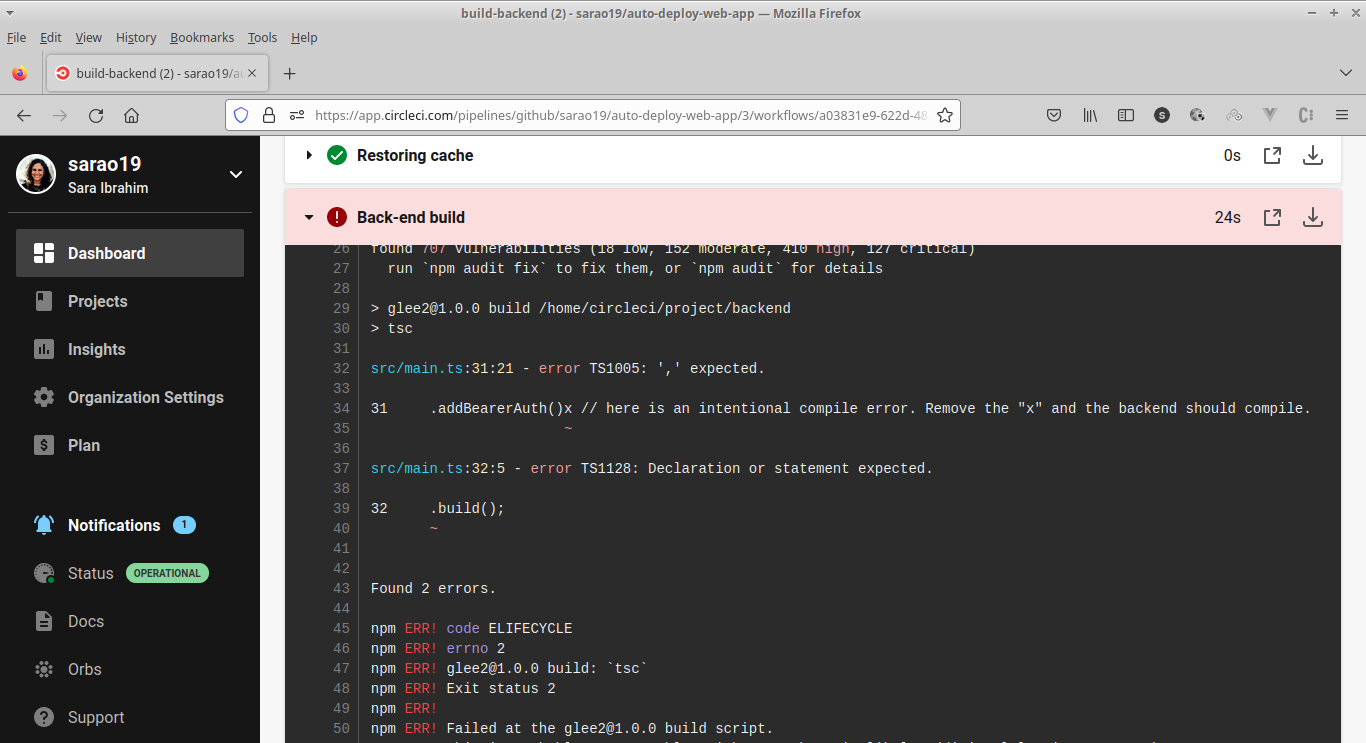 build-backend (2) - sarao19/auto-deploy-web-app — Mozilla Firefox
File Edit View History Bookmarks Tools Help
build-backend (2) - sarao19/au
https://app.circleci.com/pipelines/github/sarao19/auto-deploy-web-app/3/workflows/a03831e9-622d-48
sarao19
Sara Ibrahim
Dashboard
Projects
Insights
Organization Settings
Plan
Notifications 1
Status OPERATIONAL
Docs
Orbs
Support
Restoring cache 0s
Back-end build 24s
26 found 707 vulnerabilities (18 low, 152 moderate, 410 high, 127 critical)
27 run `npm audit fix` to fix them, or `npm audit` for details
28
29 > glee2@1.0.0 build /home/circleci/project/backend
30 > tsc
31
32 src/main.ts:31:21 - error TS1005: ',' expected.
33
34 31 .addBearerAuth()x // here is an intentional compile error. Remove the "x" and the backend should compile.
35 ~
36
37 src/main.ts:32:5 - error TS1128: Declaration or statement expected.
38
39 32 .build();
40 ~
41
42
43 Found 2 errors.
44
45 npm ERR! code ELIFECYCLE
46 npm ERR! errno 2
47 npm ERR! glee2@1.0.0 build: `tsc`
48 npm ERR! Exit status 2
49 npm ERR!
50 npm ERR! Failed at the glee2@1.0.0 build script.